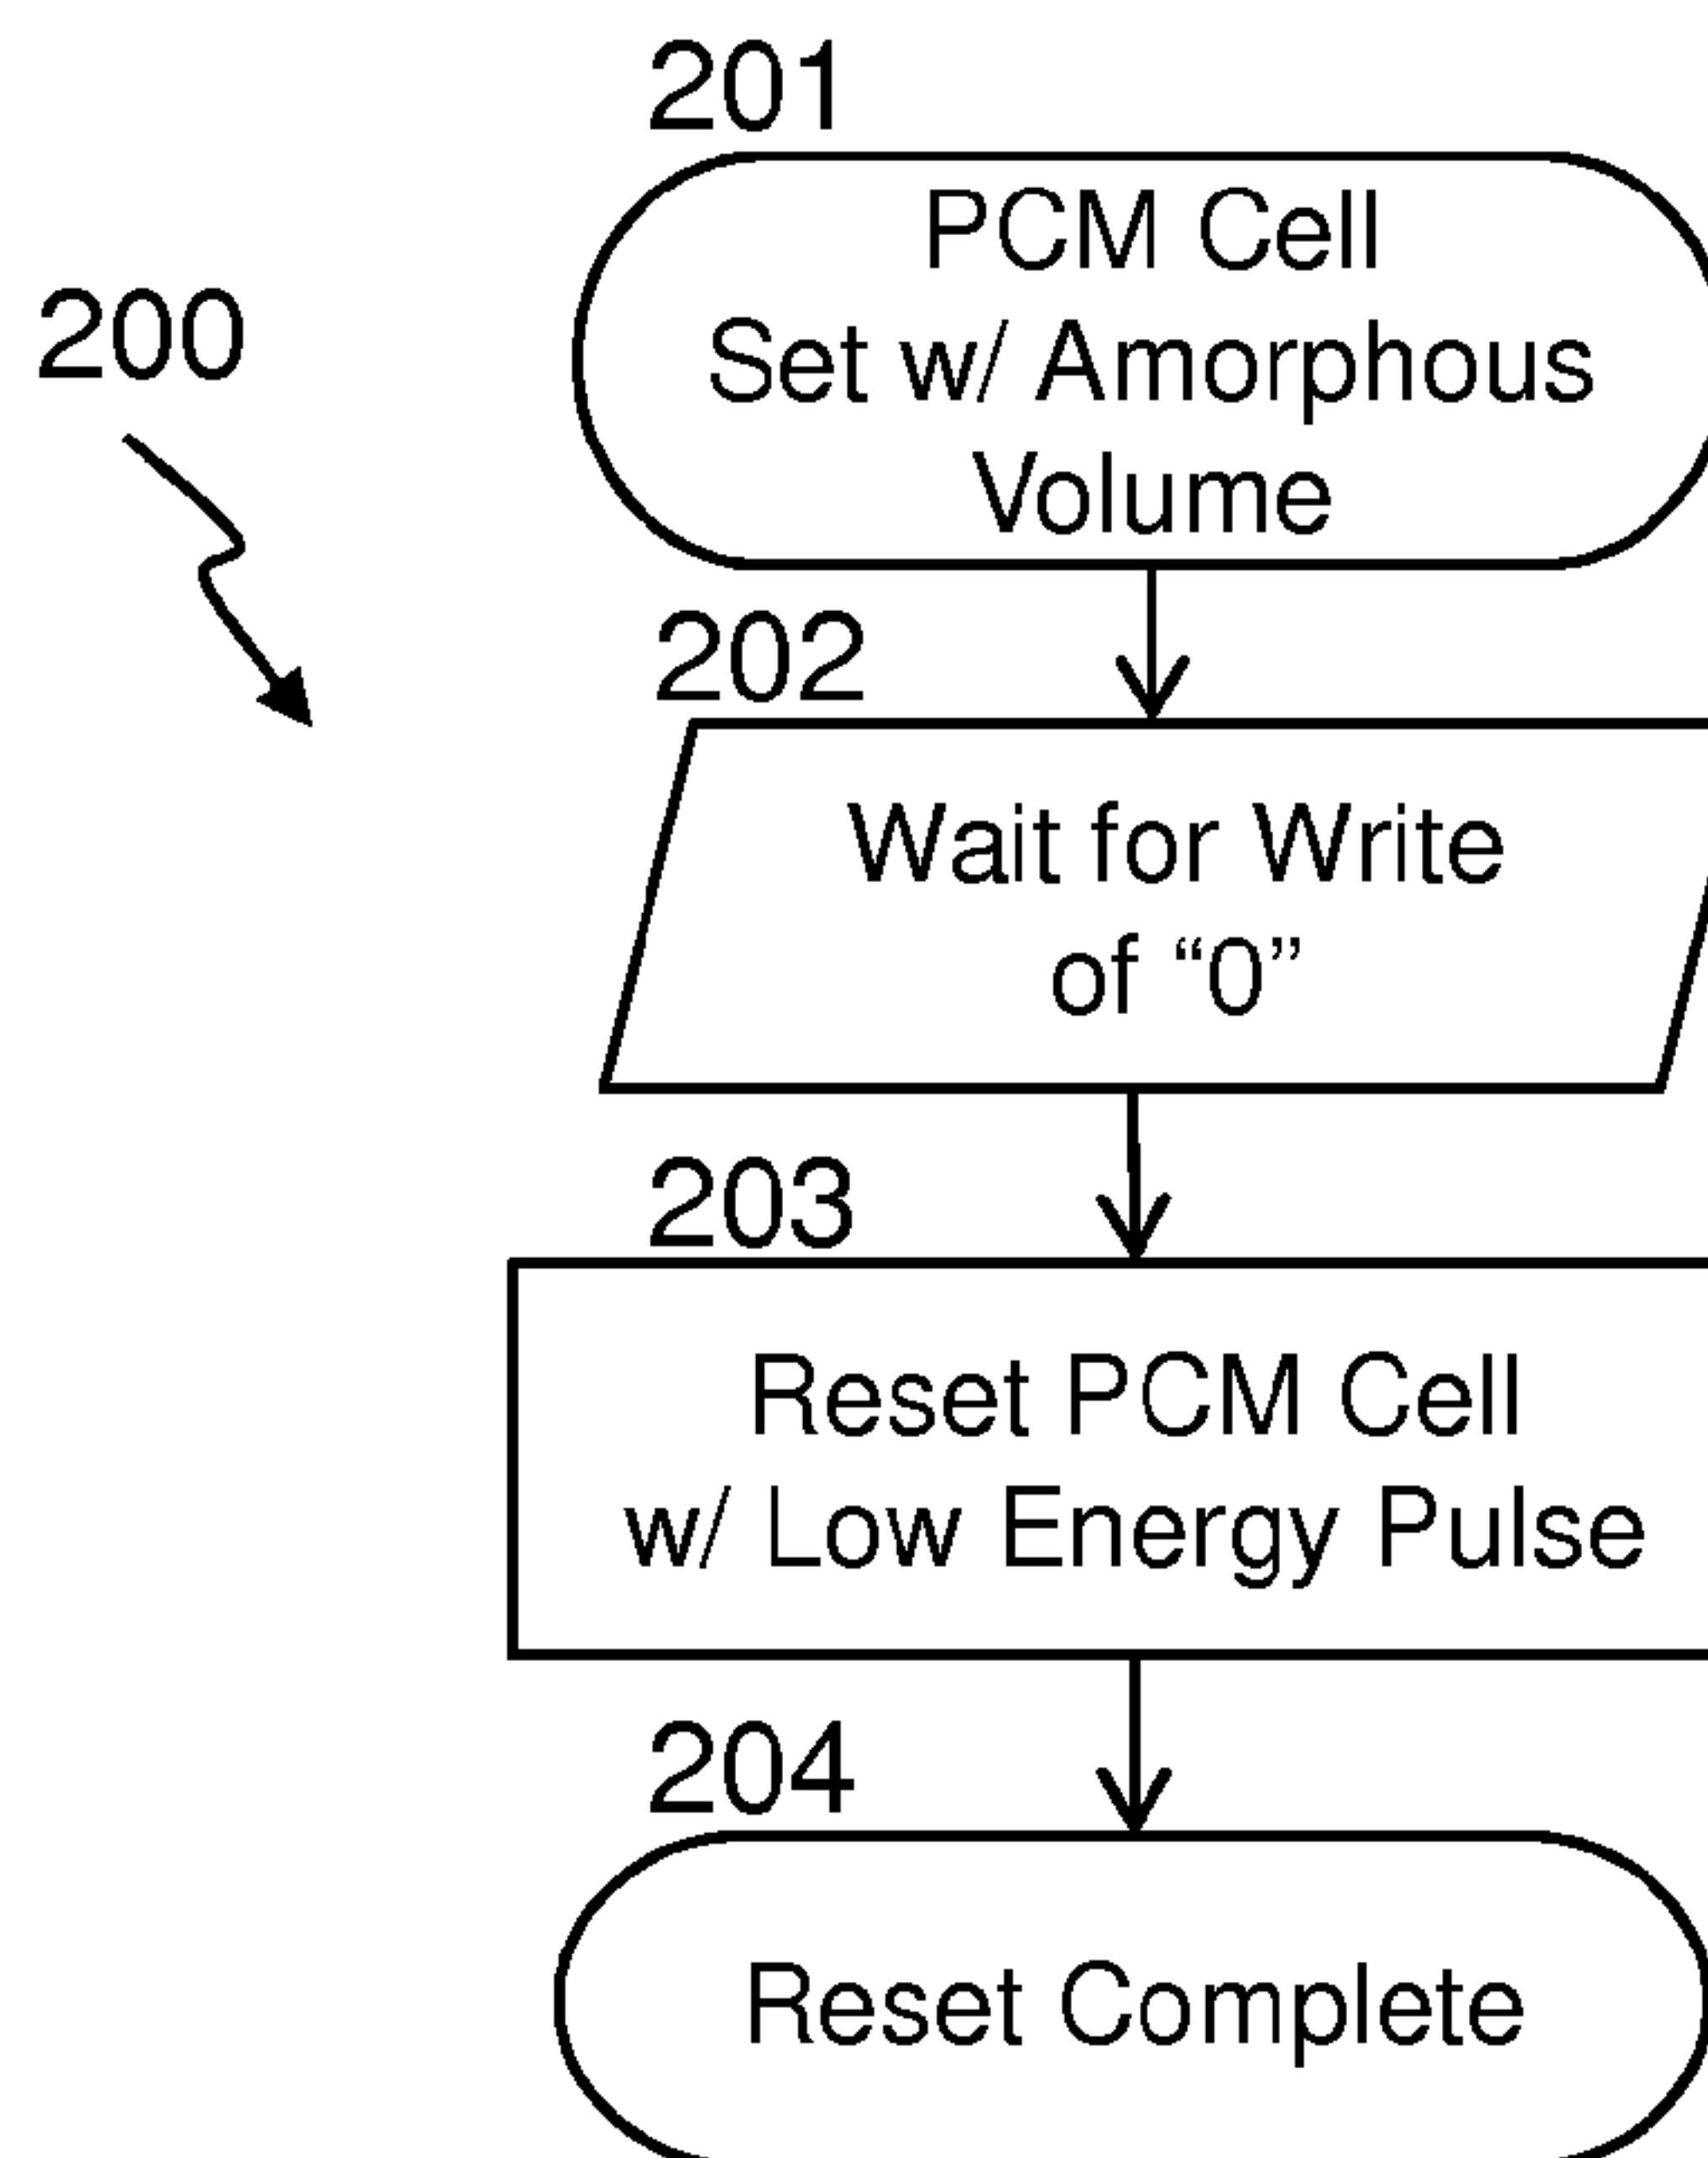 201
PCM Cell
Set w/ Amorphous
Volume
200
202
Wait for Write
of “0”
203
Reset PCM Cell
w/ Low Energy Pulse
204
Reset Complete